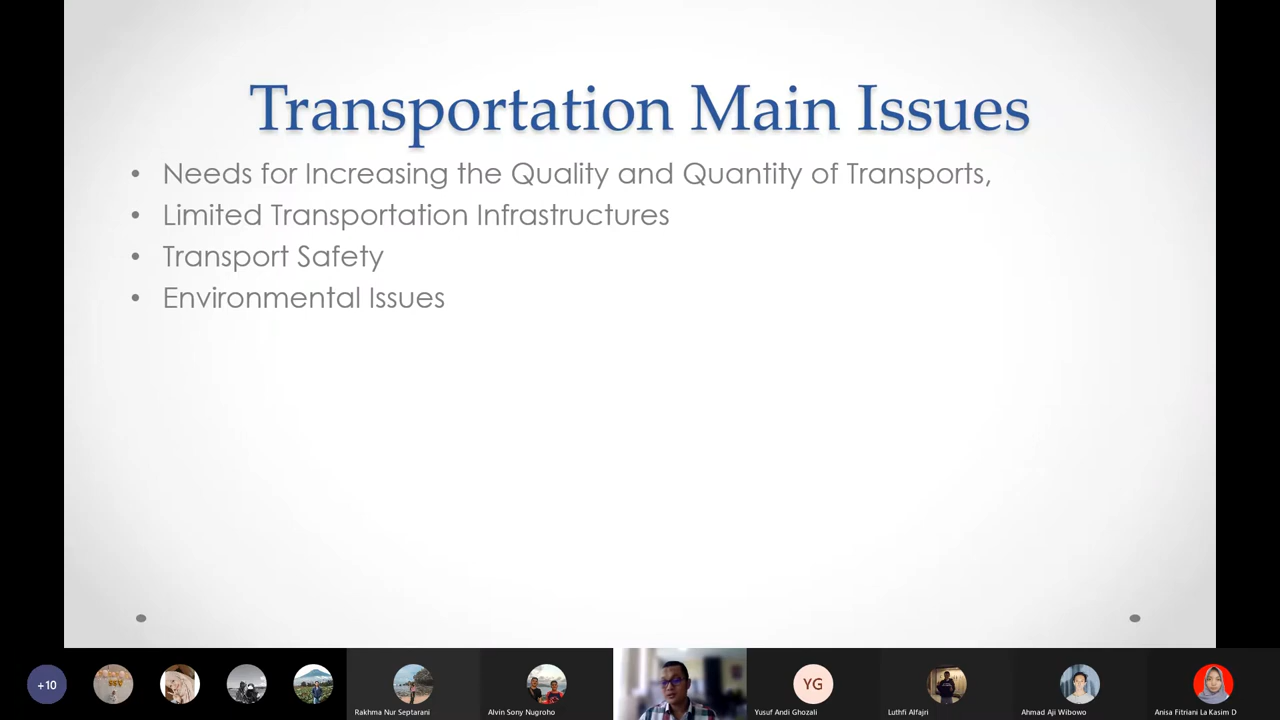 Transportation Main Issues
• Needs for Increasing the Quality and Quantity of Transports,
• Limited Transportation Infrastructures
• Transport Safety
• Environmental Issues
+10
YG
Rakhma Nur Septarani
Alvin Sony Nugroho
Yusuf Andi Ghozali
Luthfi Alfajri
Ahmad Aji Wibowo
Anisa Fitriani La Kasim D